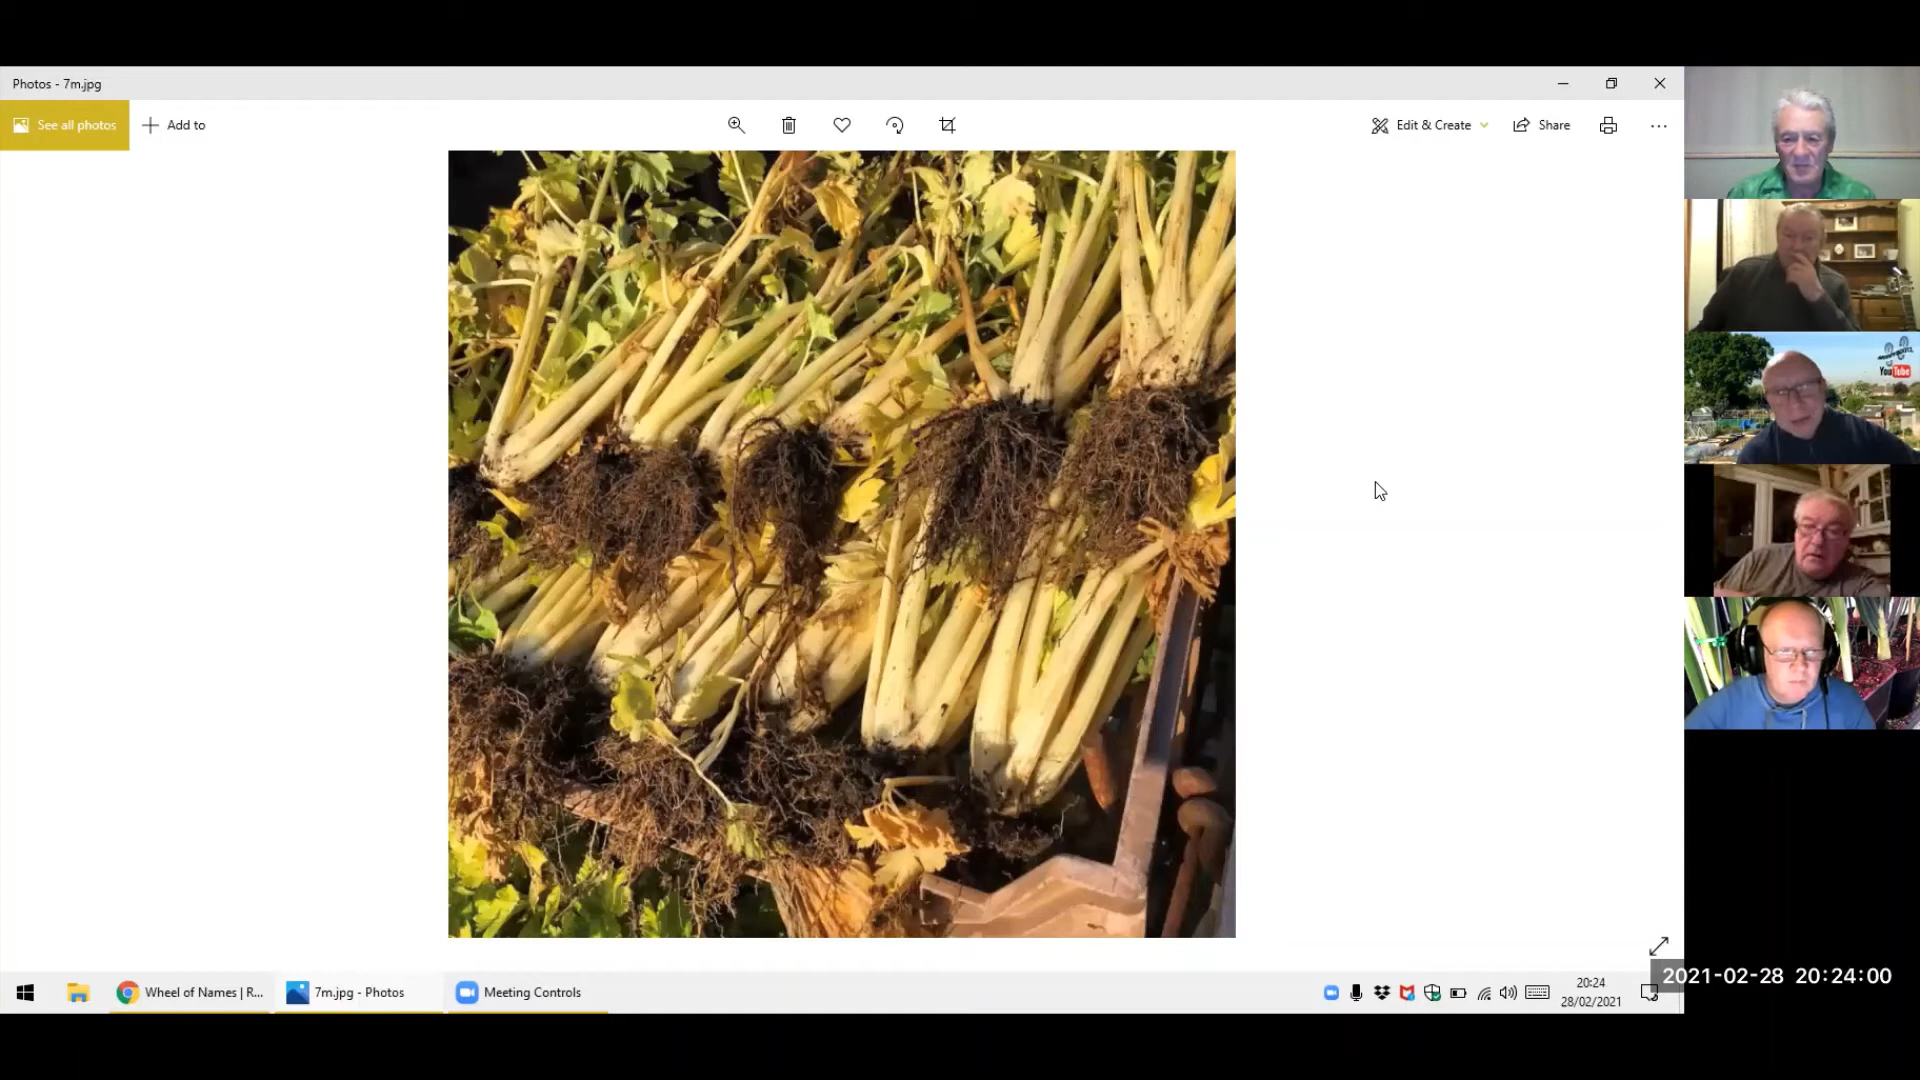 Photos - 7m.jpg
See all photos
Add to
Edit & Create
Share
YouTube
Wheel of Names | R...
7m.jpg - Photos
Meeting Controls
20:24
28/02/2021
2021-02-28 20:24:00